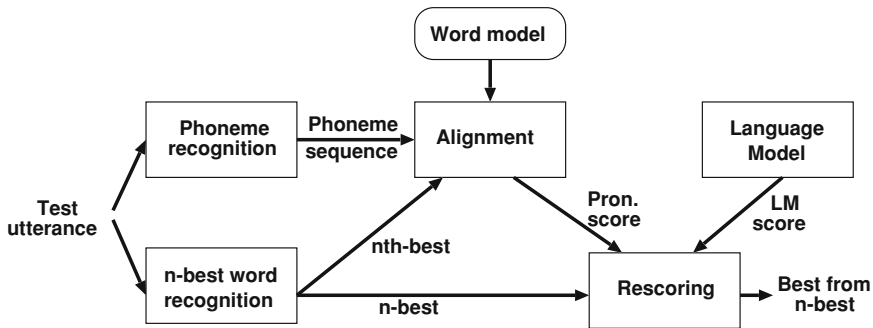 Word model
Phoneme
recognition
Phoneme
sequence
Alignment
Language
Model
Test
utterance
Pron.
score
LM
score
nth-best
n-best word
recognition
n-best
Rescoring
Best from
n-best